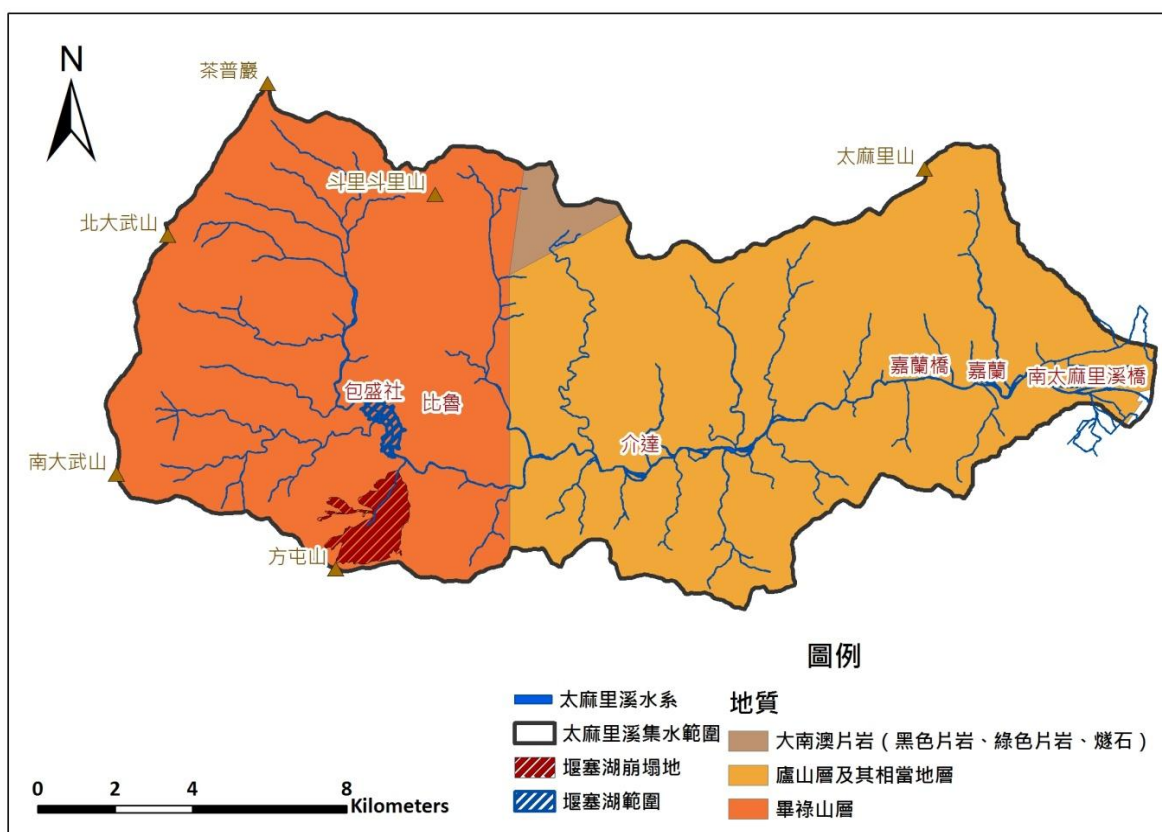 N
茶普巖
太麻里山
斗里斗里山
北大武山
嘉蘭橋
嘉蘭
南太麻里溪橋
包盛社
比魯
介達
南大武山
方屯山
圖例
太麻里溪水系
太麻里溪集水範圍
堰塞湖崩塌地
堰塞湖範圍
地質
大南澳片岩(黑色片岩、綠色片岩、燧石)
廬山層及其相當地層
畢祿山層
0 2 4 8
Kilometers